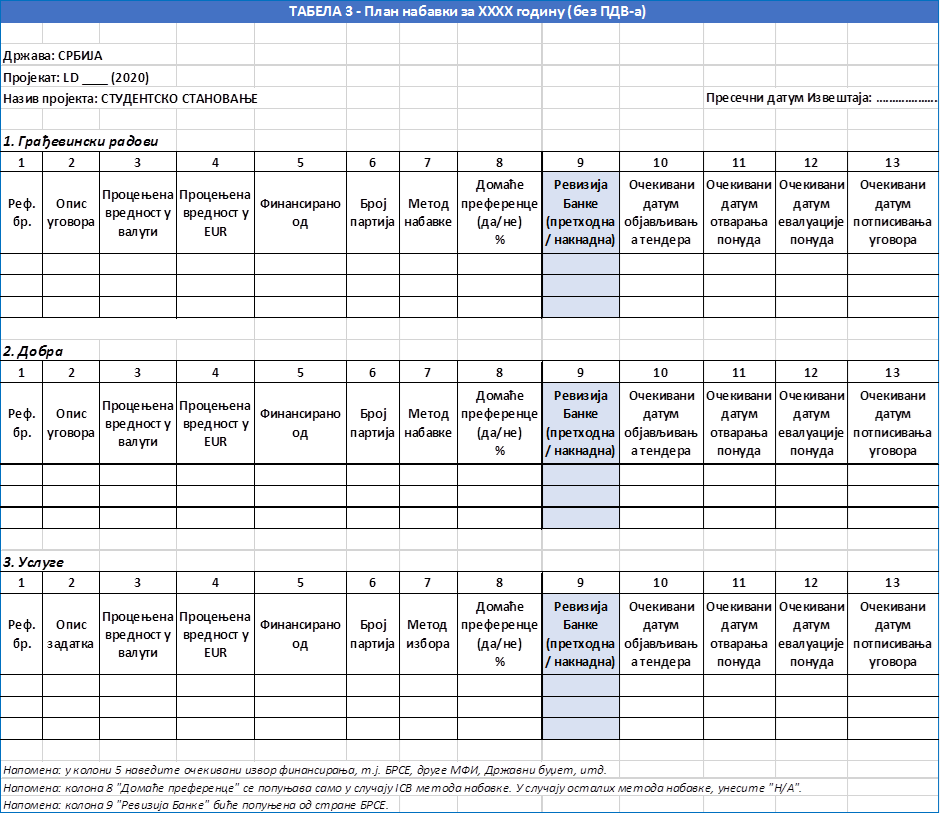 ТАБЕЛА 3 - План набавки за XXXX годину (без ПДВ-а)
Држава: СРБИЈА
Пројекат: LD ____ (2020)
Назив пројекта: СТУДЕНТСКО СТАНОВАЊЕ
Пресечни датум Извештаја: ...................
1. Грађевински радови
1 2 3 4 5 6 7 8 9 10 11 12 13
Реф. бр. Опис уговора Процењена вредност у валути Процењена вредност у EUR Финансирано од Број партија Метод набавке Домаће преференце (да/не) % Ревизија Банке (претходна / накнадна) Очекивани датум објављивања тендера Очекивани датум отварања понуда Очекивани датум евалуације понуда Очекивани датум потписивања уговора
2. Добра
1 2 3 4 5 6 7 8 9 10 11 12 13
Реф. бр. Опис уговора Процењена вредност у валути Процењена вредност у EUR Финансирано од Број партија Метод набавке Домаће преференце (да/не) % Ревизија Банке (претходна / накнадна) Очекивани датум објављивања тендера Очекивани датум отварања понуда Очекивани датум евалуације понуда Очекивани датум потписивања уговора
3. Услуге
1 2 3 4 5 6 7 8 9 10 11 12 13
Реф. бр. Опис задатка Процењена вредност у валути Процењена вредност у EUR Финансирано од Број партија Метод избора Домаће преференце (да/не) % Ревизија Банке (претходна / накнадна) Очекивани датум објављивања тендера Очекивани датум отварања понуда Очекивани датум евалуације понуда Очекивани датум потписивања уговора
Напомена: у колони 5 наведите очекивани извор финансирања, т.ј. БРСЕ, друге МФИ, Државни буџет, итд.
Напомена: колона 8 "Домаће преференце" се попуњава само у случају ICB метода набавке. У случају осталих метода набавке, унесите "Н/А".
Напомена: колона 9 "Ревизија Банке" биће попуњена од стране БРСЕ.